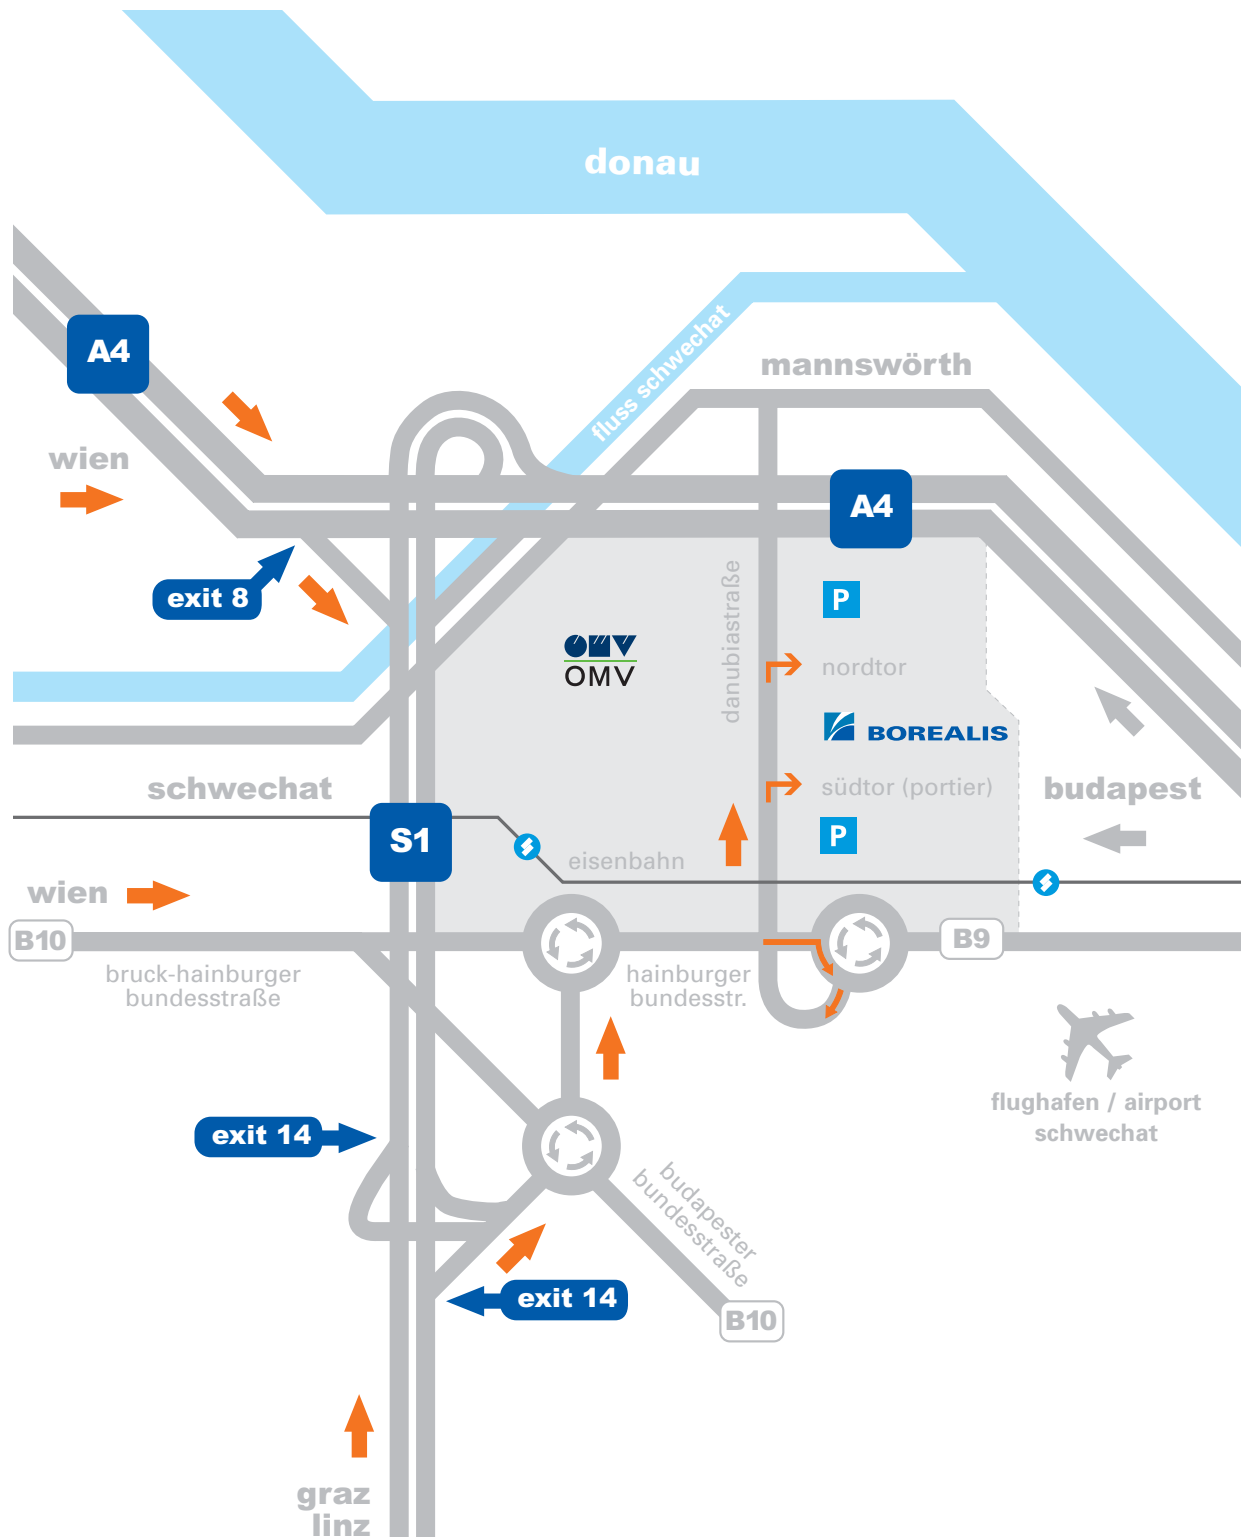 donau
fluss schwechat
A4
mannswörth
wien
A4
exit 8
danubiastraße
P
OMV
OMV
nordtor
BOREALIS
schwechat
südtor (portier)
budapest
S1
P
eisenbahn
wien
B10
B9
bruck-hainburger
bundesstraße
hainburger
bundesstr.
flughafen / airport
schwechat
exit 14
budapester
bundesstraße
exit 14
B10
graz
linz